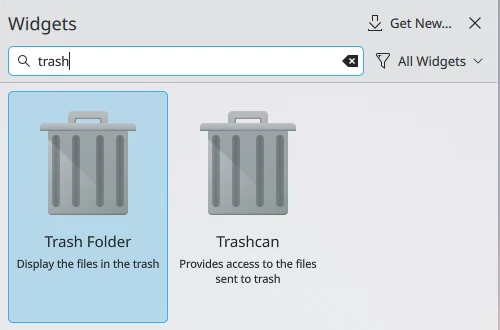 Widgets
Get New...
trash
All Widgets
Trash Folder
Display the files in the trash
Trashcan
Provides access to the files
sent to trash